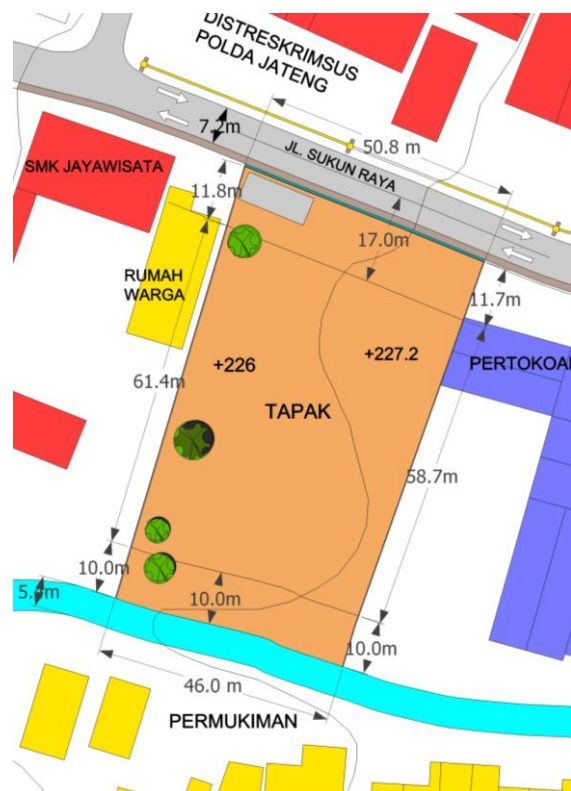 DISTRESKRIMSUS
POLDA JATENG
7.2m
50.8 m
JL. SUKUN RAYA
SMK JAYAWISATA
11.8m
17.0m
RUMAH
WARGA
11.7m
+226
+227.2
PERTOKOA
61.4m
TAPAK
58.7m
10.0m
5.4m
10.0m
10.0m
46.0 m
PERMUKIMAN